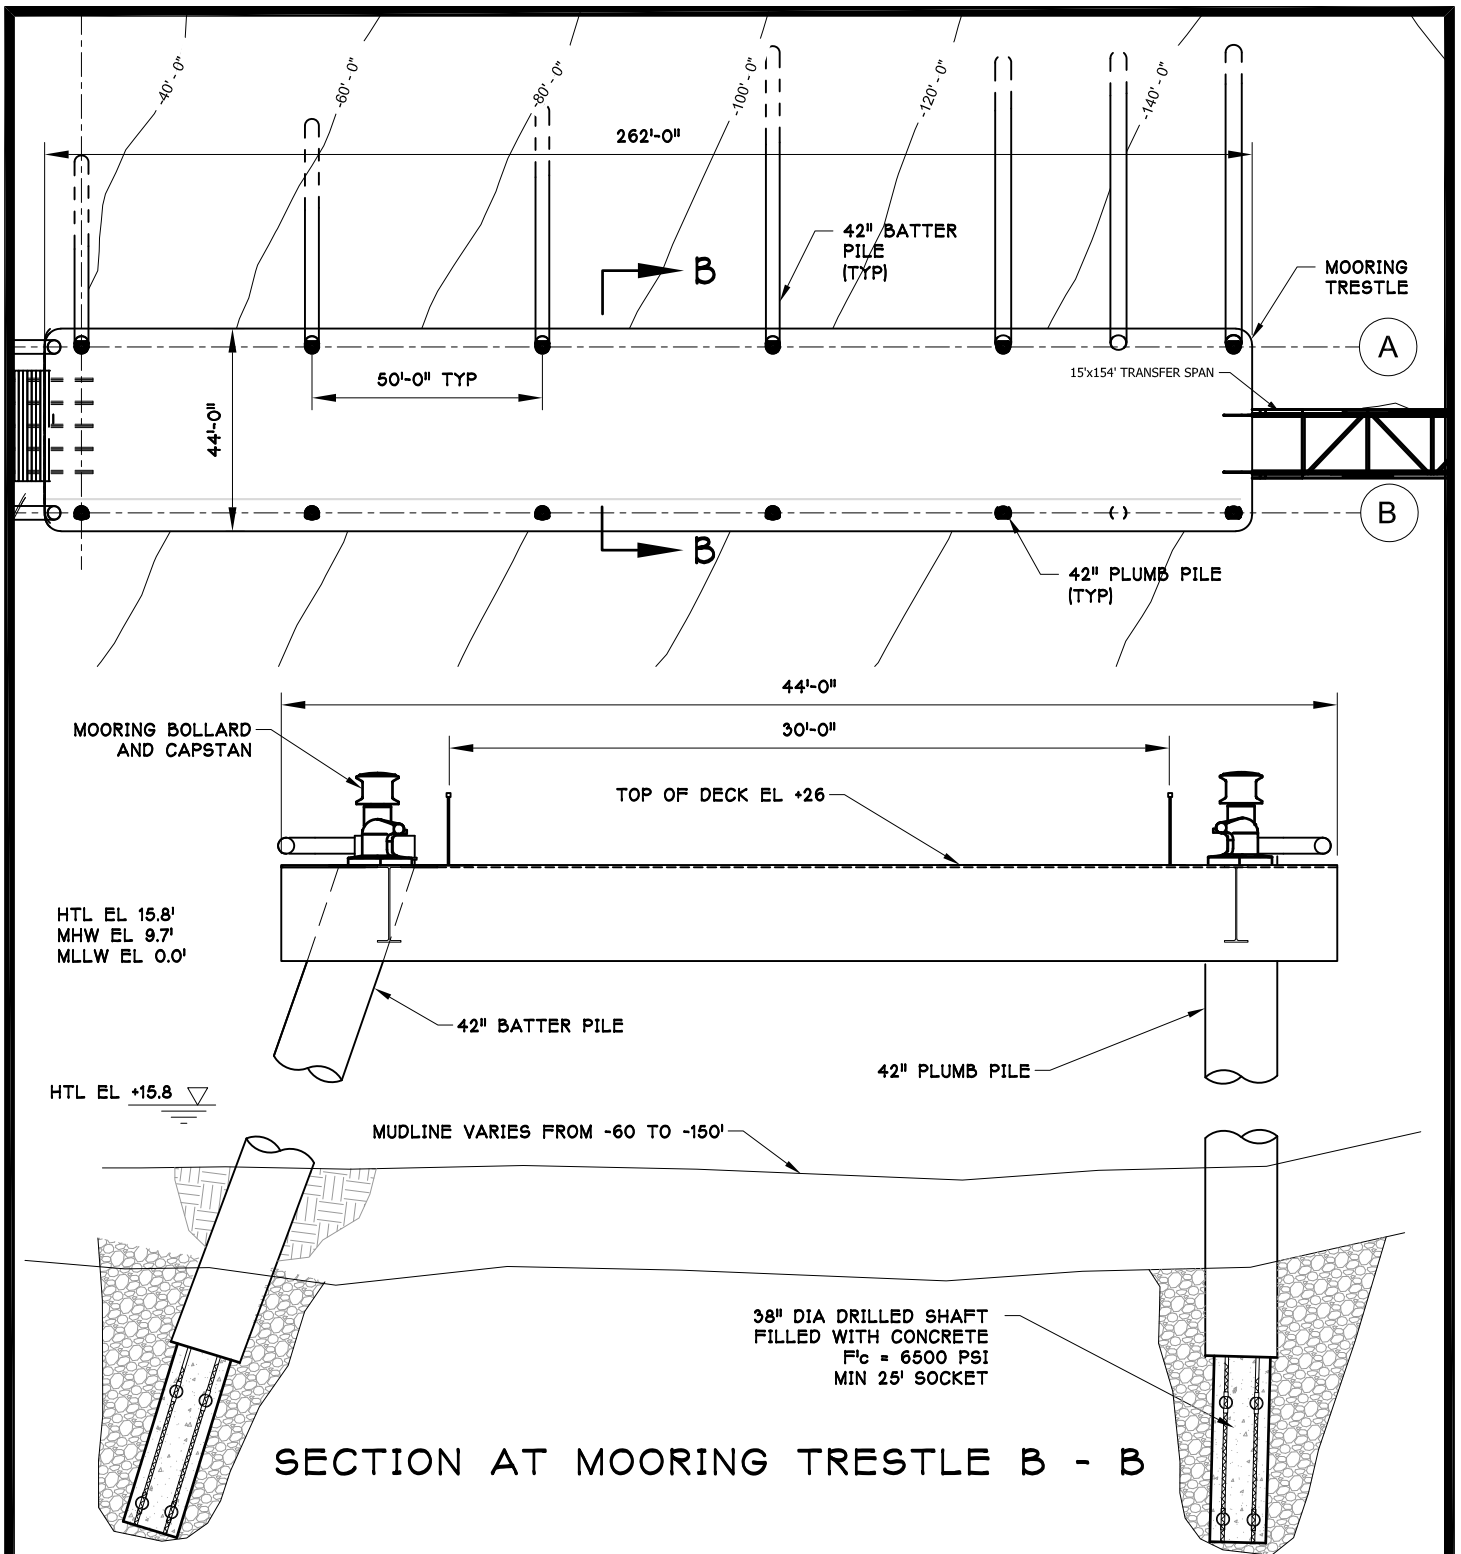 -40' - 0"
-60' - 0"
-80' - 0"
-100' - 0"
-120' - 0"
-140' - 0"
262'-0"
42" BATTER
PILE
(TYP)
B
MOORING
TRESTLE
A
15'x154' TRANSFER SPAN
50'-0" TYP
44'-0"
B
B
42" PLUMB PILE
(TYP)
44'-0"
30'-0"
MOORING BOLLARD
AND CAPSTAN
TOP OF DECK EL +26
HTL EL 15.8'
MHW EL 9.7'
MLLW EL 0.0'
42" BATTER PILE
42" PLUMB PILE
HTL EL +15.8
MUDLINE VARIES FROM -60 TO -150'
38" DIA DRILLED SHAFT
FILLED WITH CONCRETE
F'c = 6500 PSI
MIN 25' SOCKET
SECTION AT MOORING TRESTLE B - B